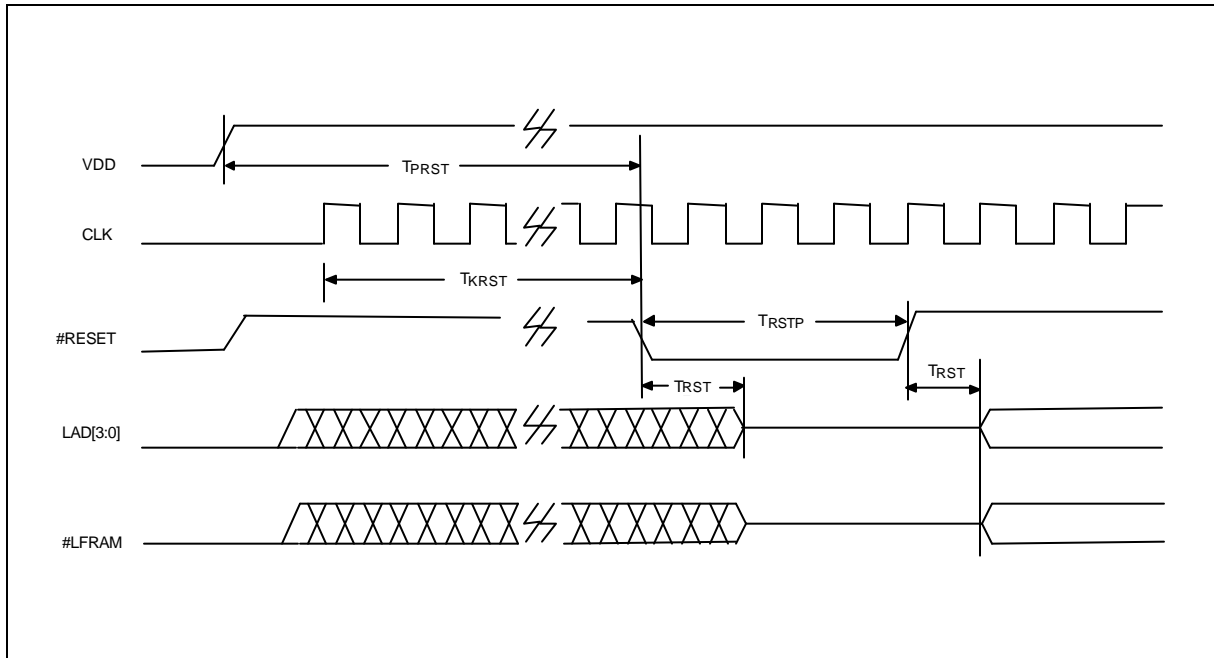 VDD
TPRST
CLK
TKRST
#RESET
TRSTP
TRST
TRST
LAD[3:0]
#LFRAM